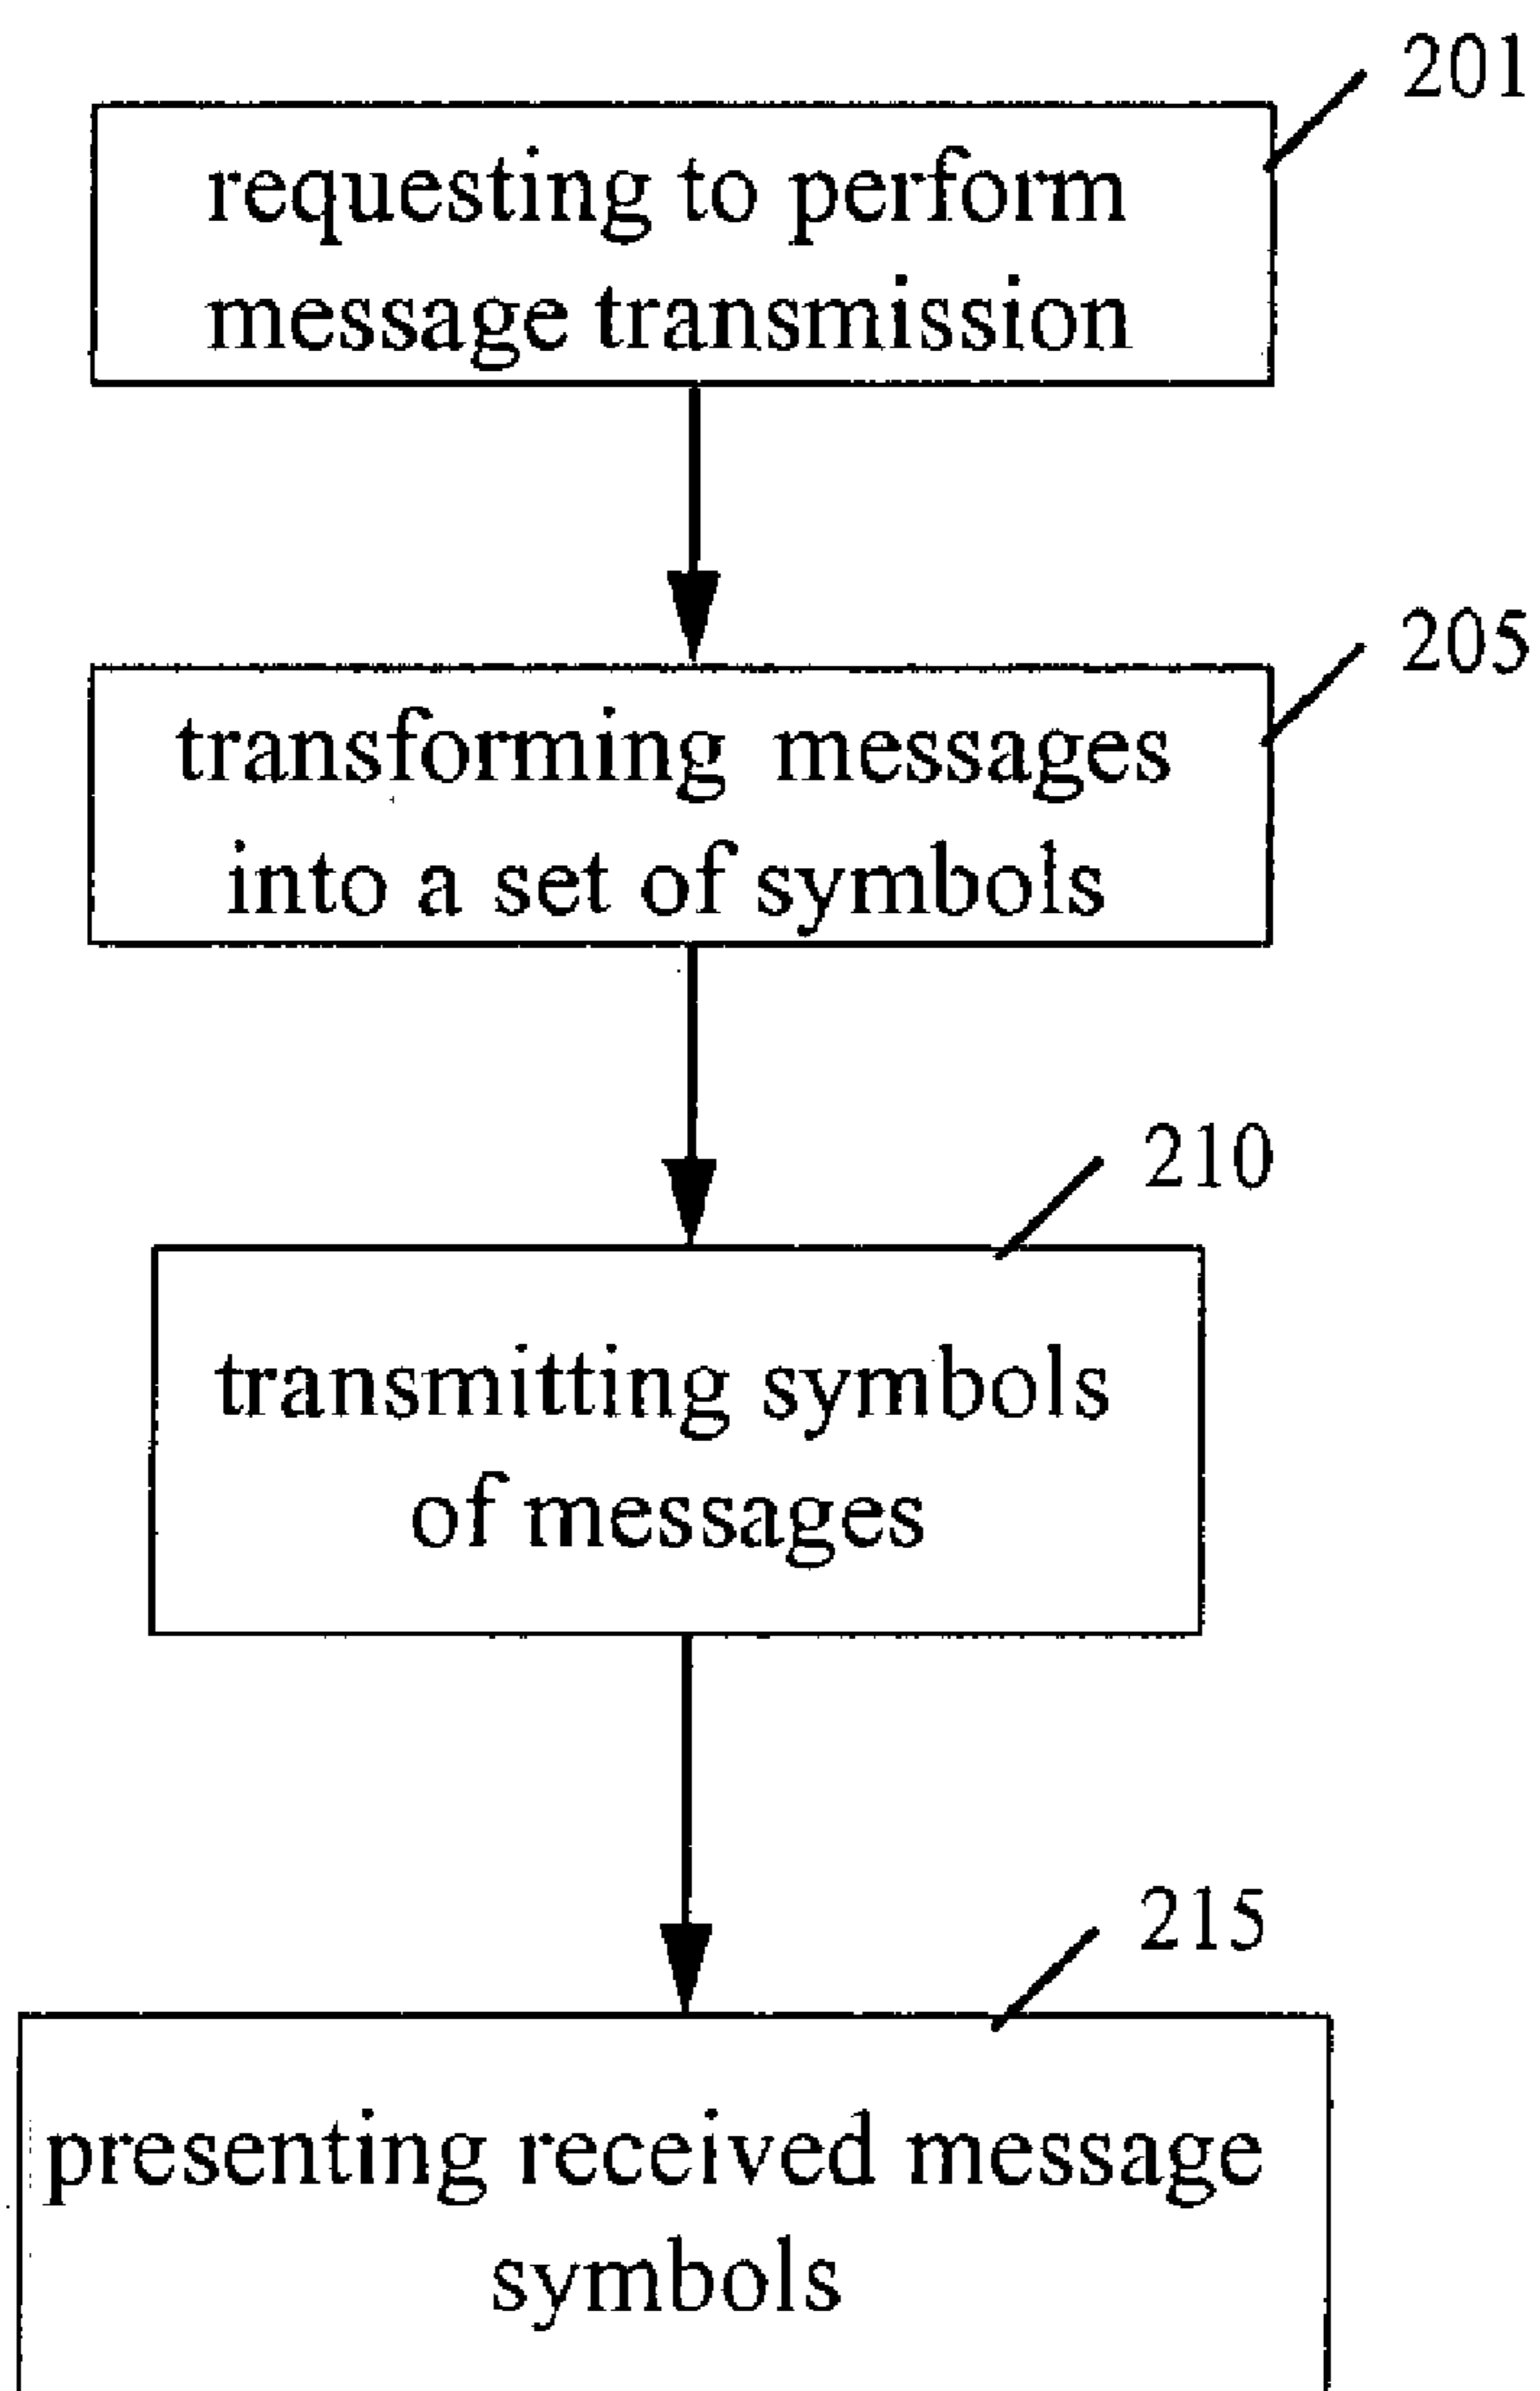 201
requesting to perform
message transmission
205
transforming messages
into a set of symbols
210
transmitting symbols
of messages
215
presenting received message
symbols